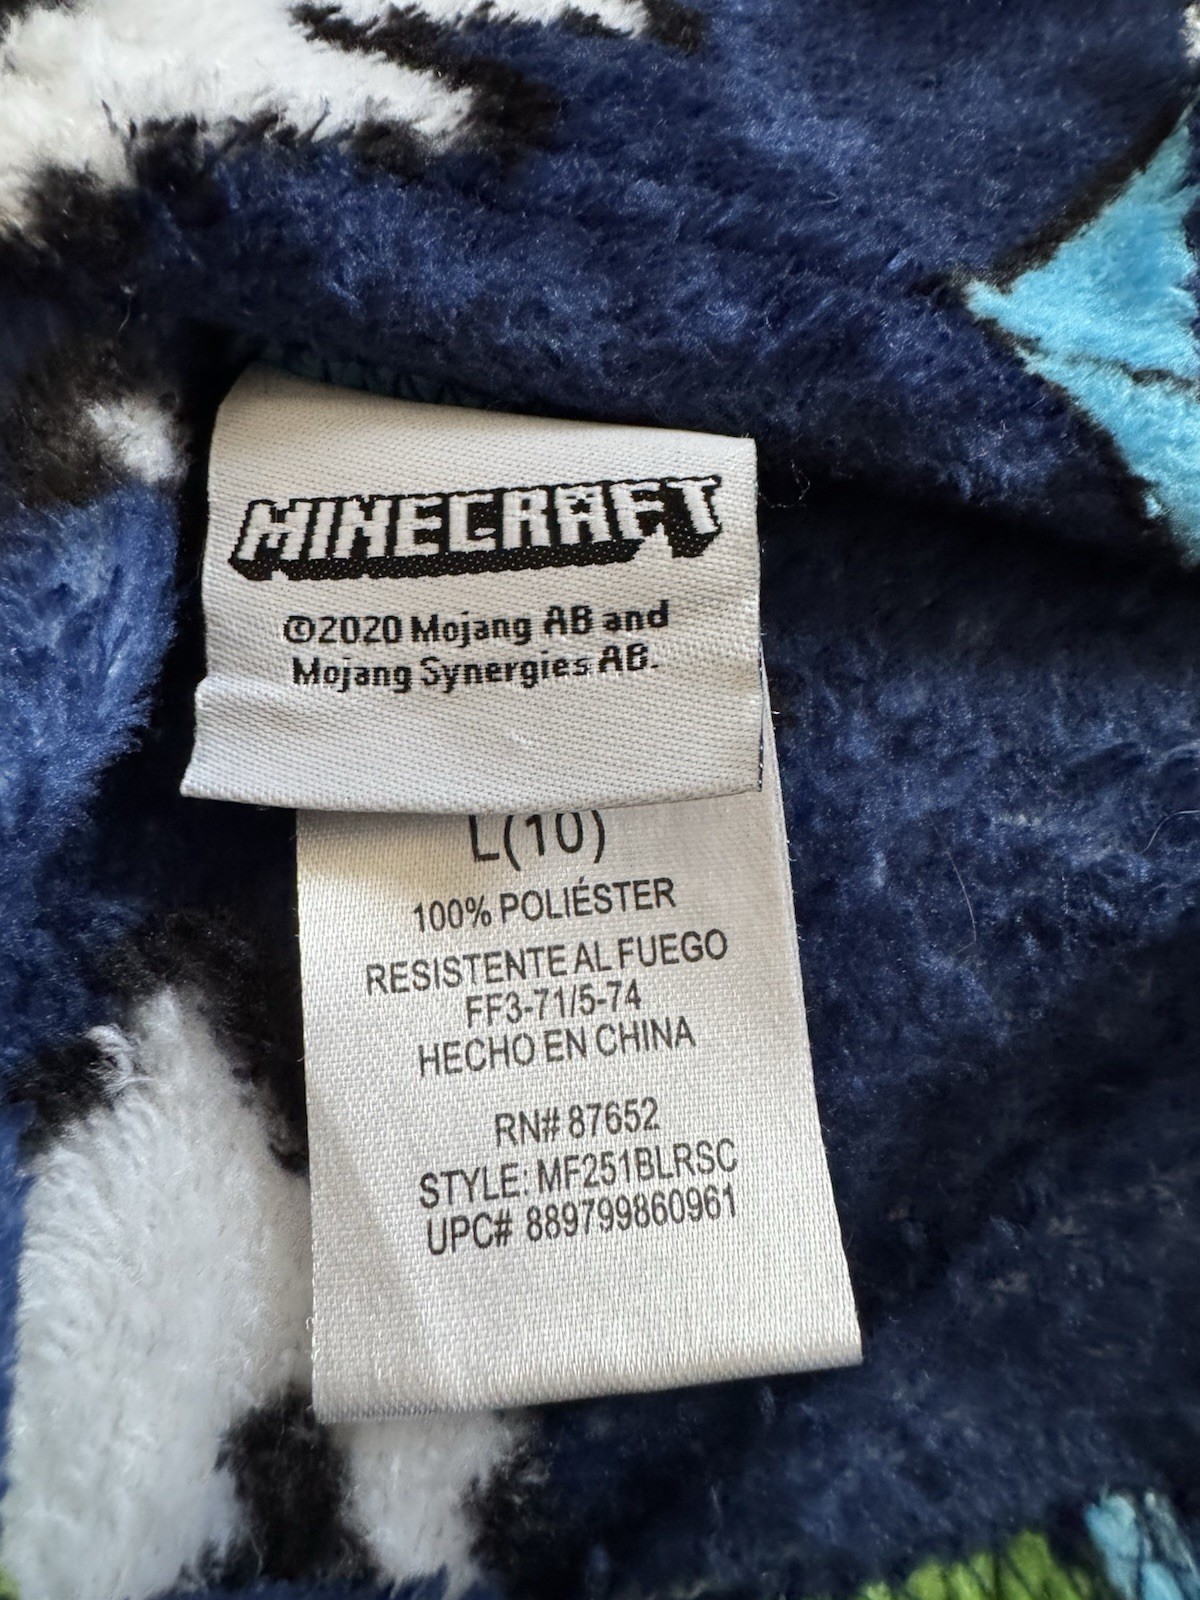 MINECRAFT
©2020 Mojang AB and
Mojang Synergies AB.
L(10)
100% POLIÉSTER
RESISTENTE AL FUEGO
FF3-71/5-74
HECHO EN CHINA
RN# 87652
STYLE: MF251BLRSC
UPC# 889799860961